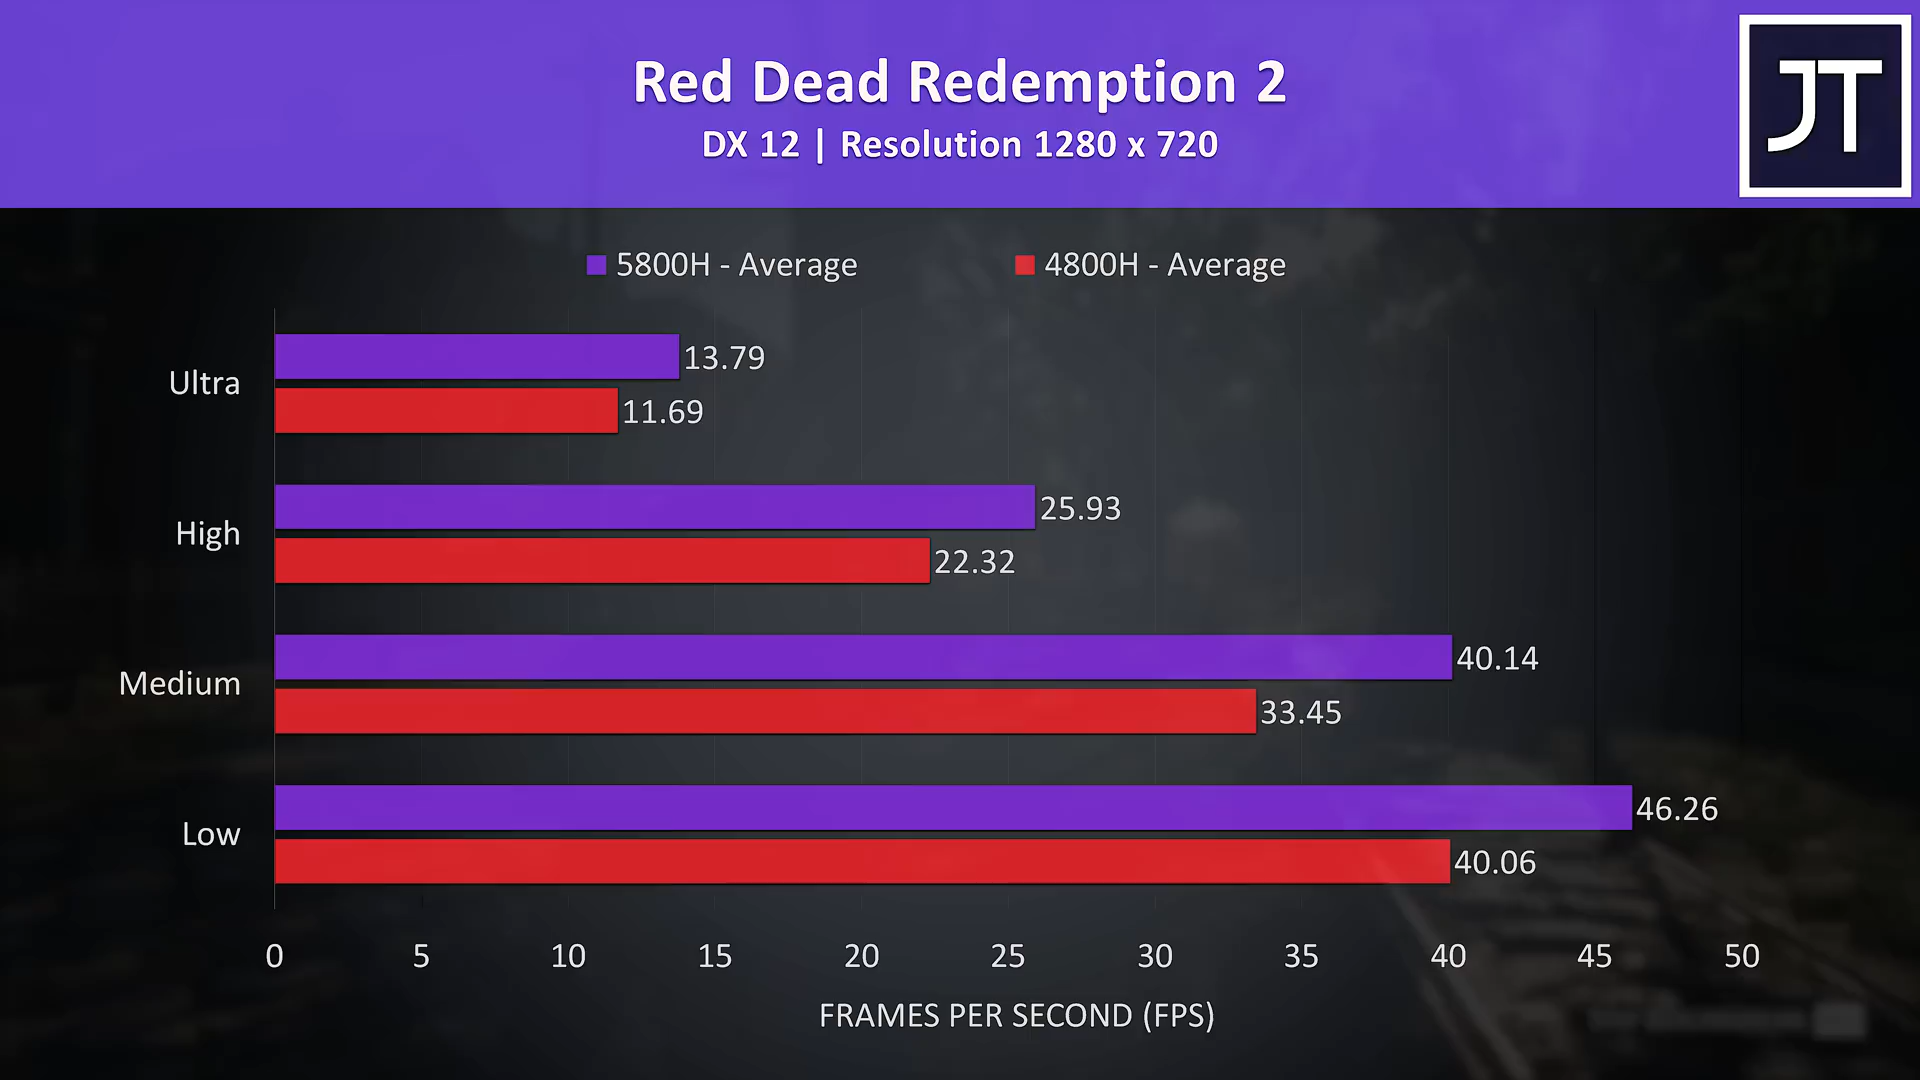 Red Dead Redemption 2
DX 12 | Resolution 1280 x 720
JT
5800H - Average
4800H - Average
Ultra
13.79
11.69
High
25.93
22.32
Medium
40.14
33.45
Low
46.26
40.06
0 5 10 15 20 25 30 35 40 45 50
FRAMES PER SECOND (FPS)